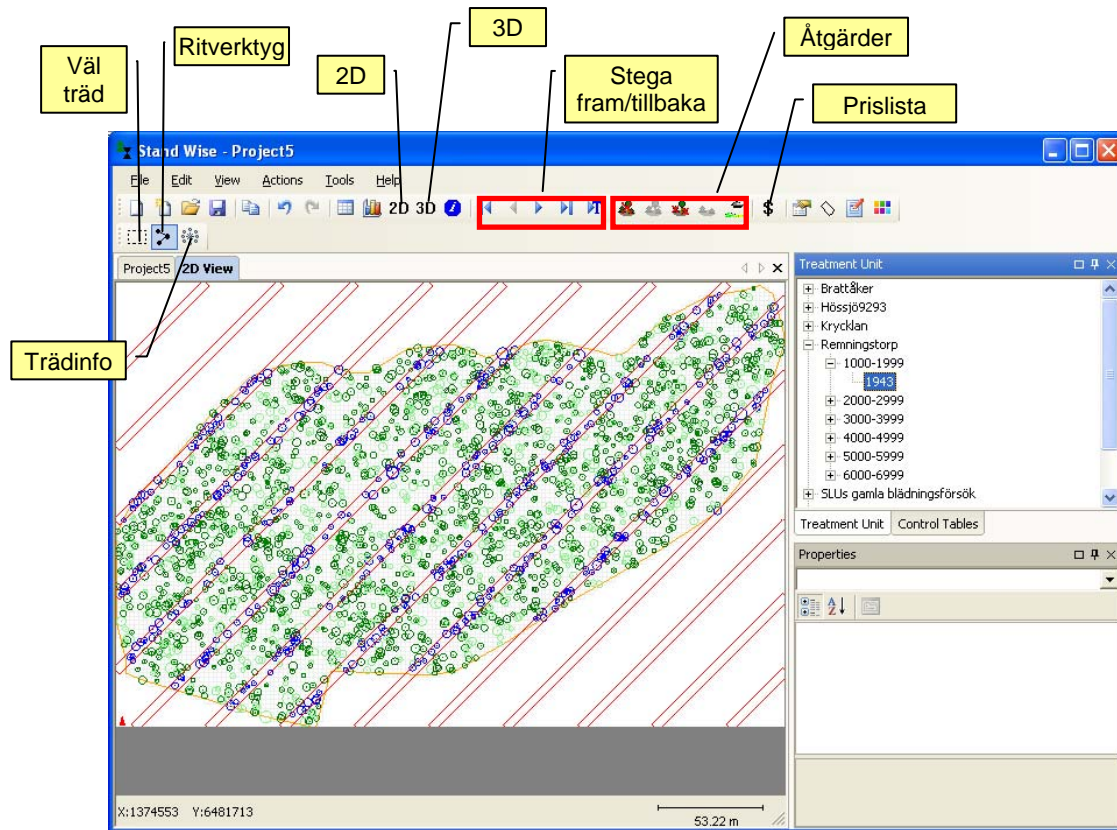 Väl
träd
Ritverktyg
2D
3D
Stega
fram/tillbaka
Åtgärder
Prislista
Trädinfo
Stand Wise - Project5
File Edit View Actions Tools Help
2D 3D $
Project5 2D View
Treatment Unit
Brattåker
Hössjö9293
Krycklan
Remningstorp
1000-1999
1943
2000-2999
3000-3999
4000-4999
5000-5999
6000-6999
SLUs gamla blädningsförsök
Treatment Unit Control Tables
Properties
X:1374553 Y:6481713
53.22 m